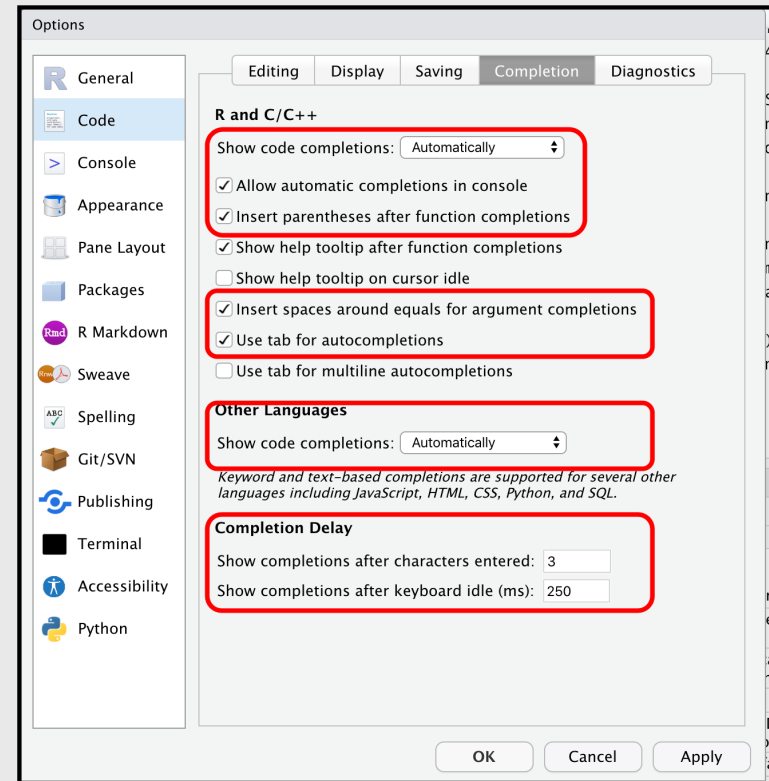 Options
General
Code
Console
Appearance
Pane Layout
Packages
R Markdown
Sweave
Spelling
Git/SVN
Publishing
Terminal
Accessibility
Python
Editing Display Saving Completion Diagnostics
R and C/C++
Show code completions: Automatically
Allow automatic completions in console
Insert parentheses after function completions
Show help tooltip after function completions
Show help tooltip on cursor idle
Insert spaces around equals for argument completions
Use tab for autocompletions
Use tab for multiline autocompletions
Other Languages
Show code completions: Automatically
Keyword and text-based completions are supported for several other
languages including JavaScript, HTML, CSS, Python, and SQL.
Completion Delay
Show completions after characters entered: 3
Show completions after keyboard idle (ms): 250
OK Cancel Apply